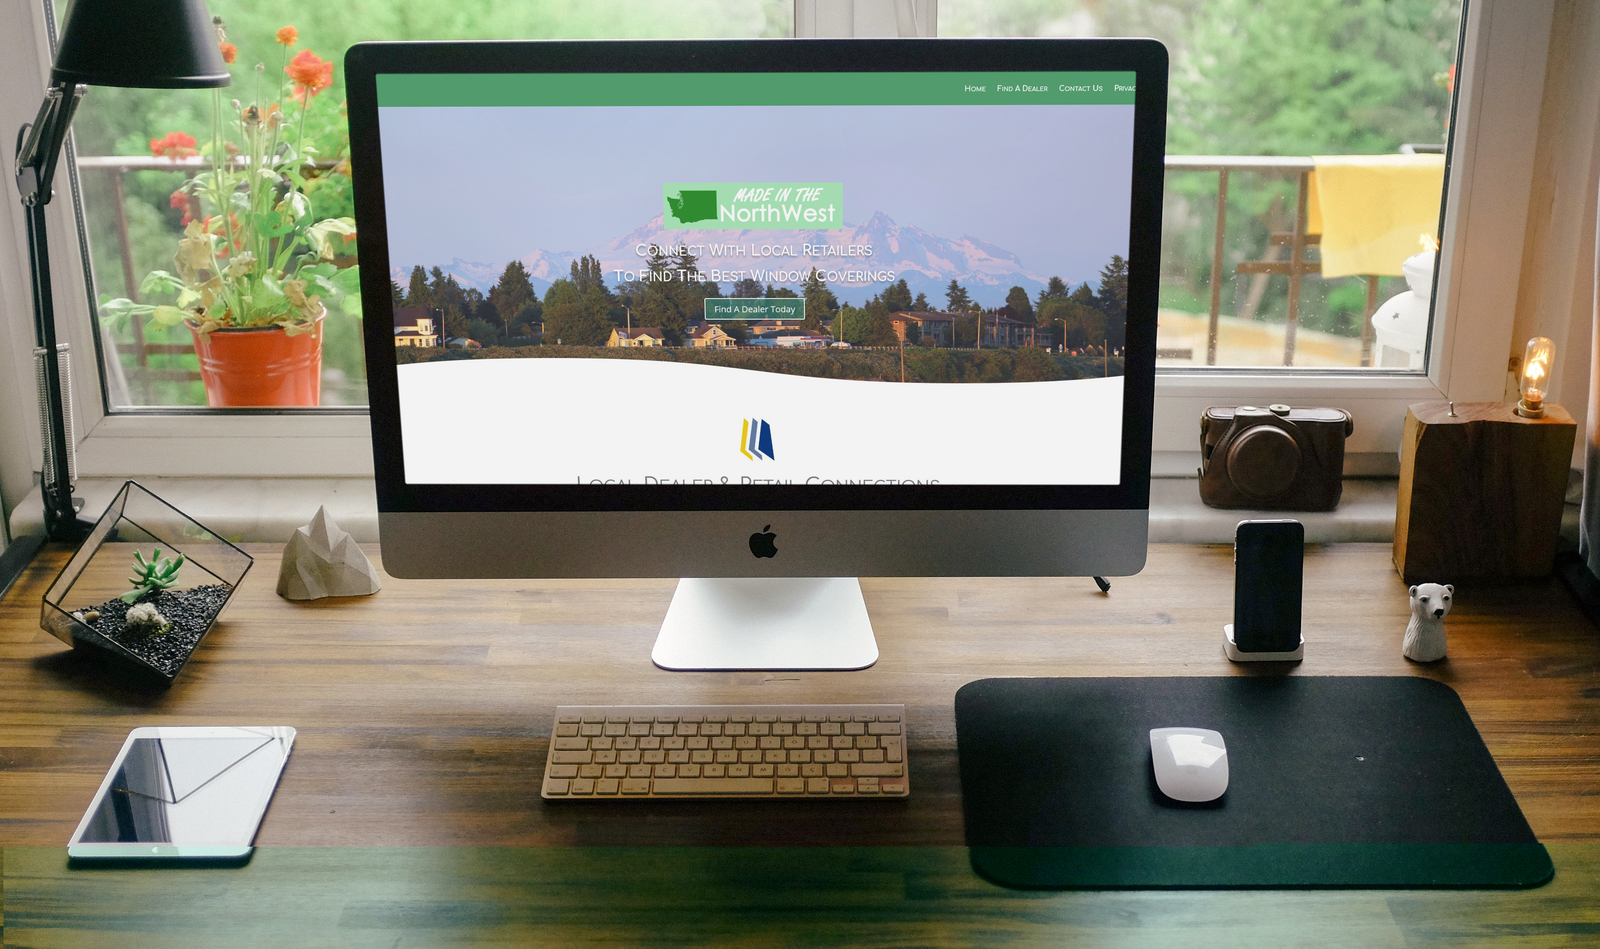 Home Find A Dealer Contact Us Privac
MADE IN THE
NorthWest
Connect With Local Retailers
To Find The Best Window Coverings
Find A Dealer Today
Local Dealer & Retail Connections